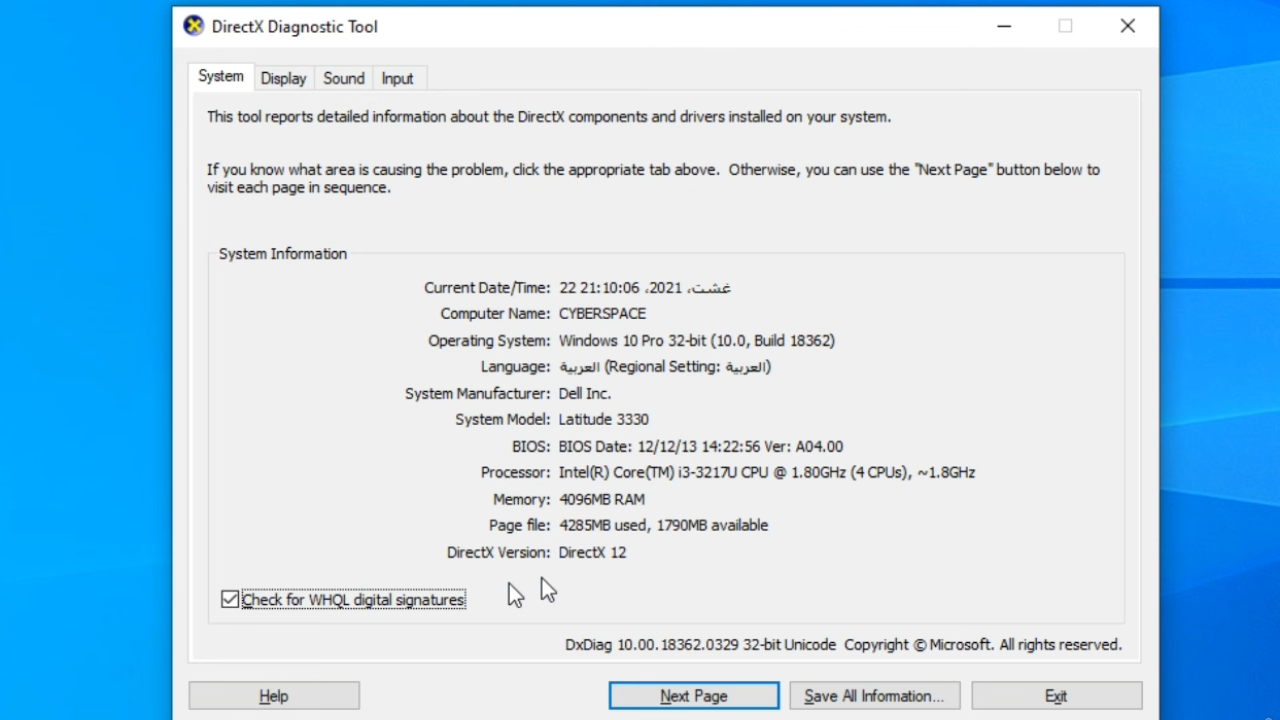 DirectX Diagnostic Tool
System Display Sound Input
This tool reports detailed information about the DirectX components and drivers installed on your system.
If you know what area is causing the problem, click the appropriate tab above. Otherwise, you can use the "Next Page" button below to
visit each page in sequence.
System Information
Current Date/Time: 22 غشت، 2021، 21:10:06
Computer Name: CYBERSPACE
Operating System: Windows 10 Pro 32-bit (10.0, Build 18362)
Language: العربية (Regional Setting: العربية)
System Manufacturer: Dell Inc.
System Model: Latitude 3330
BIOS: BIOS Date: 12/12/13 14:22:56 Ver: A04.00
Processor: Intel(R) Core(TM) i3-3217U CPU @ 1.80GHz (4 CPUs), ~1.8GHz
Memory: 4096MB RAM
Page file: 4285MB used, 1790MB available
DirectX Version: DirectX 12
Check for WHQL digital signatures
DxDiag 10.00.18362.0329 32-bit Unicode Copyright © Microsoft. All rights reserved.
Help Next Page Save All Information... Exit